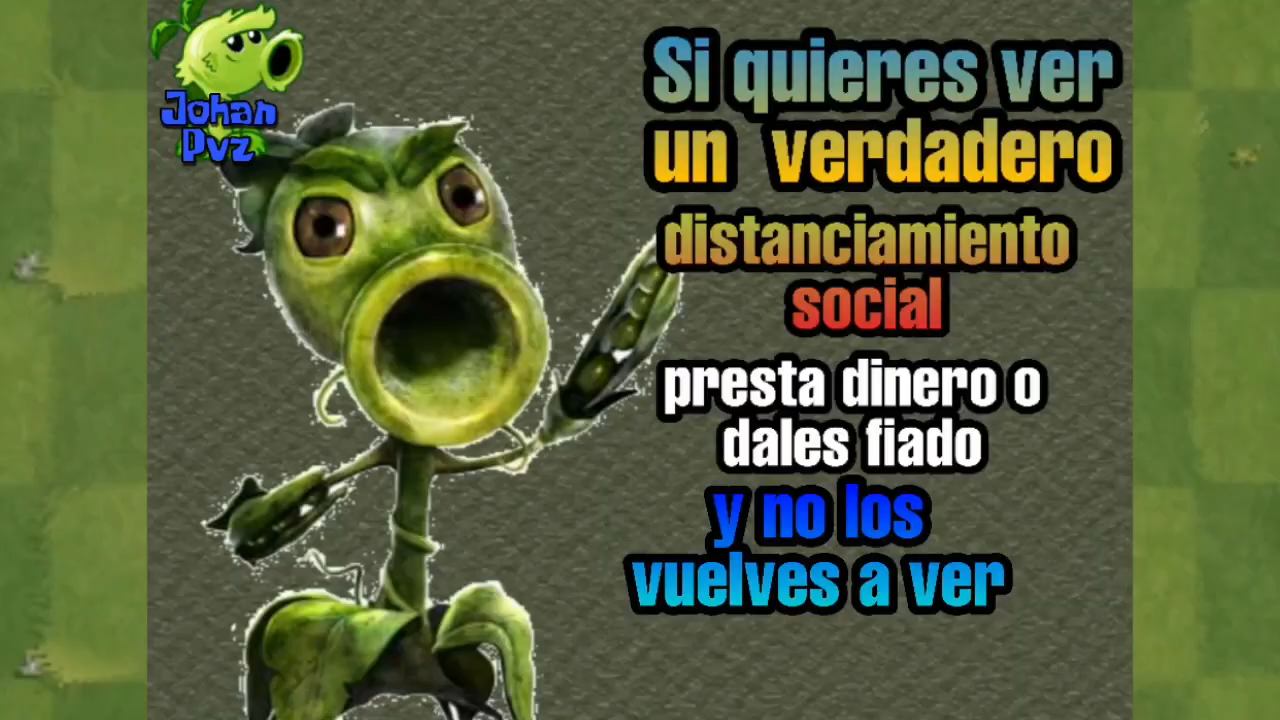 Johan
Pvz
Si quieres ver
un verdadero
distanciamiento
social
presta dinero o
dales fiado
y no los
vuelves a ver